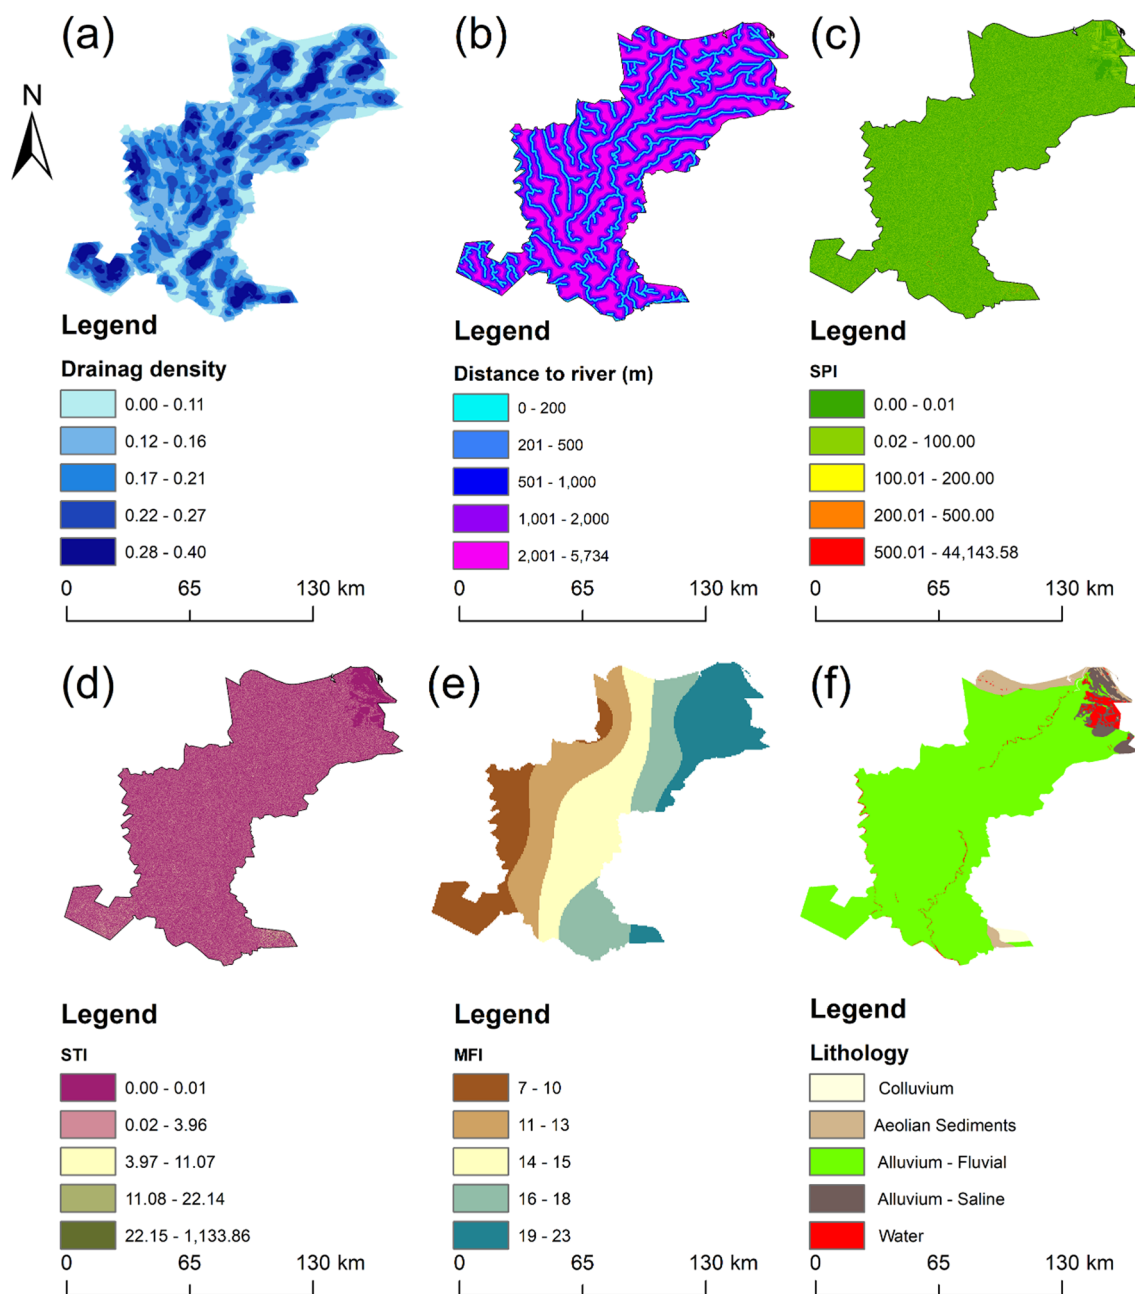 (a)
(b)
(c)
N
Legend
Drainag density
0.00 - 0.11
0.12 - 0.16
0.17 - 0.21
0.22 - 0.27
0.28 - 0.40
0 65 130 km
Legend
Distance to river (m)
0 - 200
201 - 500
501 - 1,000
1,001 - 2,000
2,001 - 5,734
0 65 130 km
Legend
SPI
0.00 - 0.01
0.02 - 100.00
100.01 - 200.00
200.01 - 500.00
500.01 - 44,143.58
0 65 130 km
(d)
(e)
(f)
Legend
STI
0.00 - 0.01
0.02 - 3.96
3.97 - 11.07
11.08 - 22.14
22.15 - 1,133.86
0 65 130 km
Legend
MFI
7 - 10
11 - 13
14 - 15
16 - 18
19 - 23
0 65 130 km
Legend
Lithology
Colluvium
Aeolian Sediments
Alluvium - Fluvial
Alluvium - Saline
Water
0 65 130 km